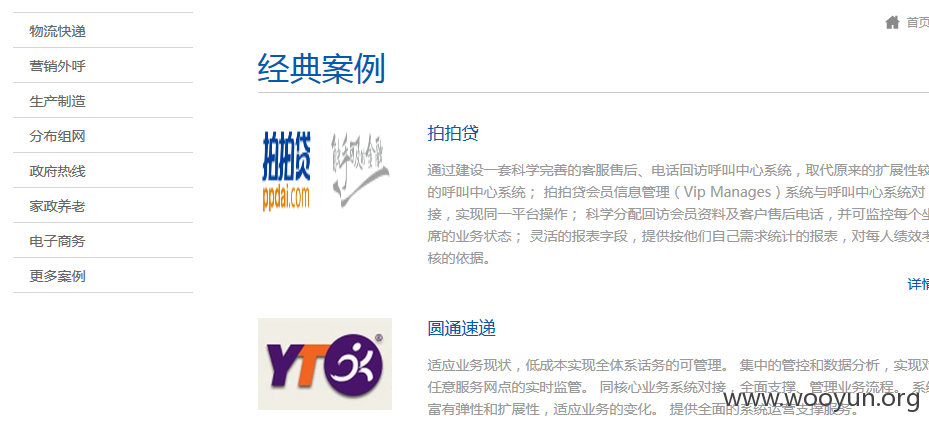 首页
物流快递
营销外呼
生产制造
分布组网
政府热线
家政养老
电子商务
更多案例
经典案例
拍拍贷
ppdai.com
拍拍贷
通过建设一套科学完善的客服售后、电话回访呼叫中心系统，取代原来的扩展性较
的呼叫中心系统； 拍拍贷会员信息管理（Vip Manages）系统与呼叫中心系统对
接，实现同一平台操作； 科学分配回访会员资料及客户售后电话，并可监控每个坐
席的业务状态； 灵活的报表字段，提供按他们自己需求统计的报表，对每人绩效考
核的依据。
详情
YTO
®
圆通速递
适应业务现状，低成本实现全体系话务的可管理。 集中的管控和数据分析，实现对
任意服务网点的实时监管。 同核心业务系统对接，全面支撑、管理业务流程。 系统
富有弹性和扩展性，适应业务的变化。 提供全面的系统运营支撑服务。
www.wooyun.org